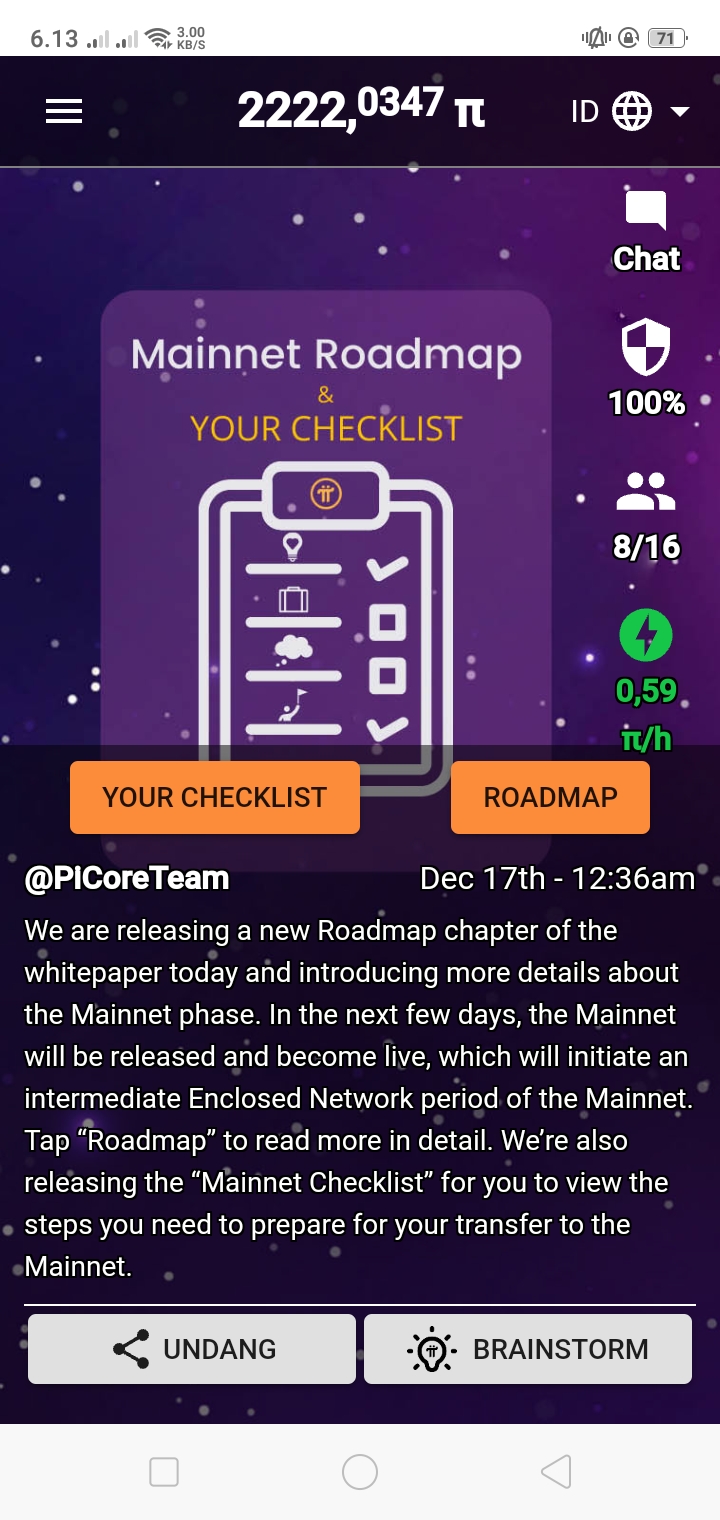 6.13
3.00
KB/S
71
2222,0347 π
ID
Chat
100%
8/16
0,59
π/h
Mainnet Roadmap
&
YOUR CHECKLIST
YOUR CHECKLIST
ROADMAP
@PiCoreTeam
Dec 17th - 12:36am
We are releasing a new Roadmap chapter of the
whitepaper today and introducing more details about
the Mainnet phase. In the next few days, the Mainnet
will be released and become live, which will initiate an
intermediate Enclosed Network period of the Mainnet.
Tap “Roadmap” to read more in detail. We’re also
releasing the “Mainnet Checklist” for you to view the
steps you need to prepare for your transfer to the
Mainnet.
UNDANG
BRAINSTORM